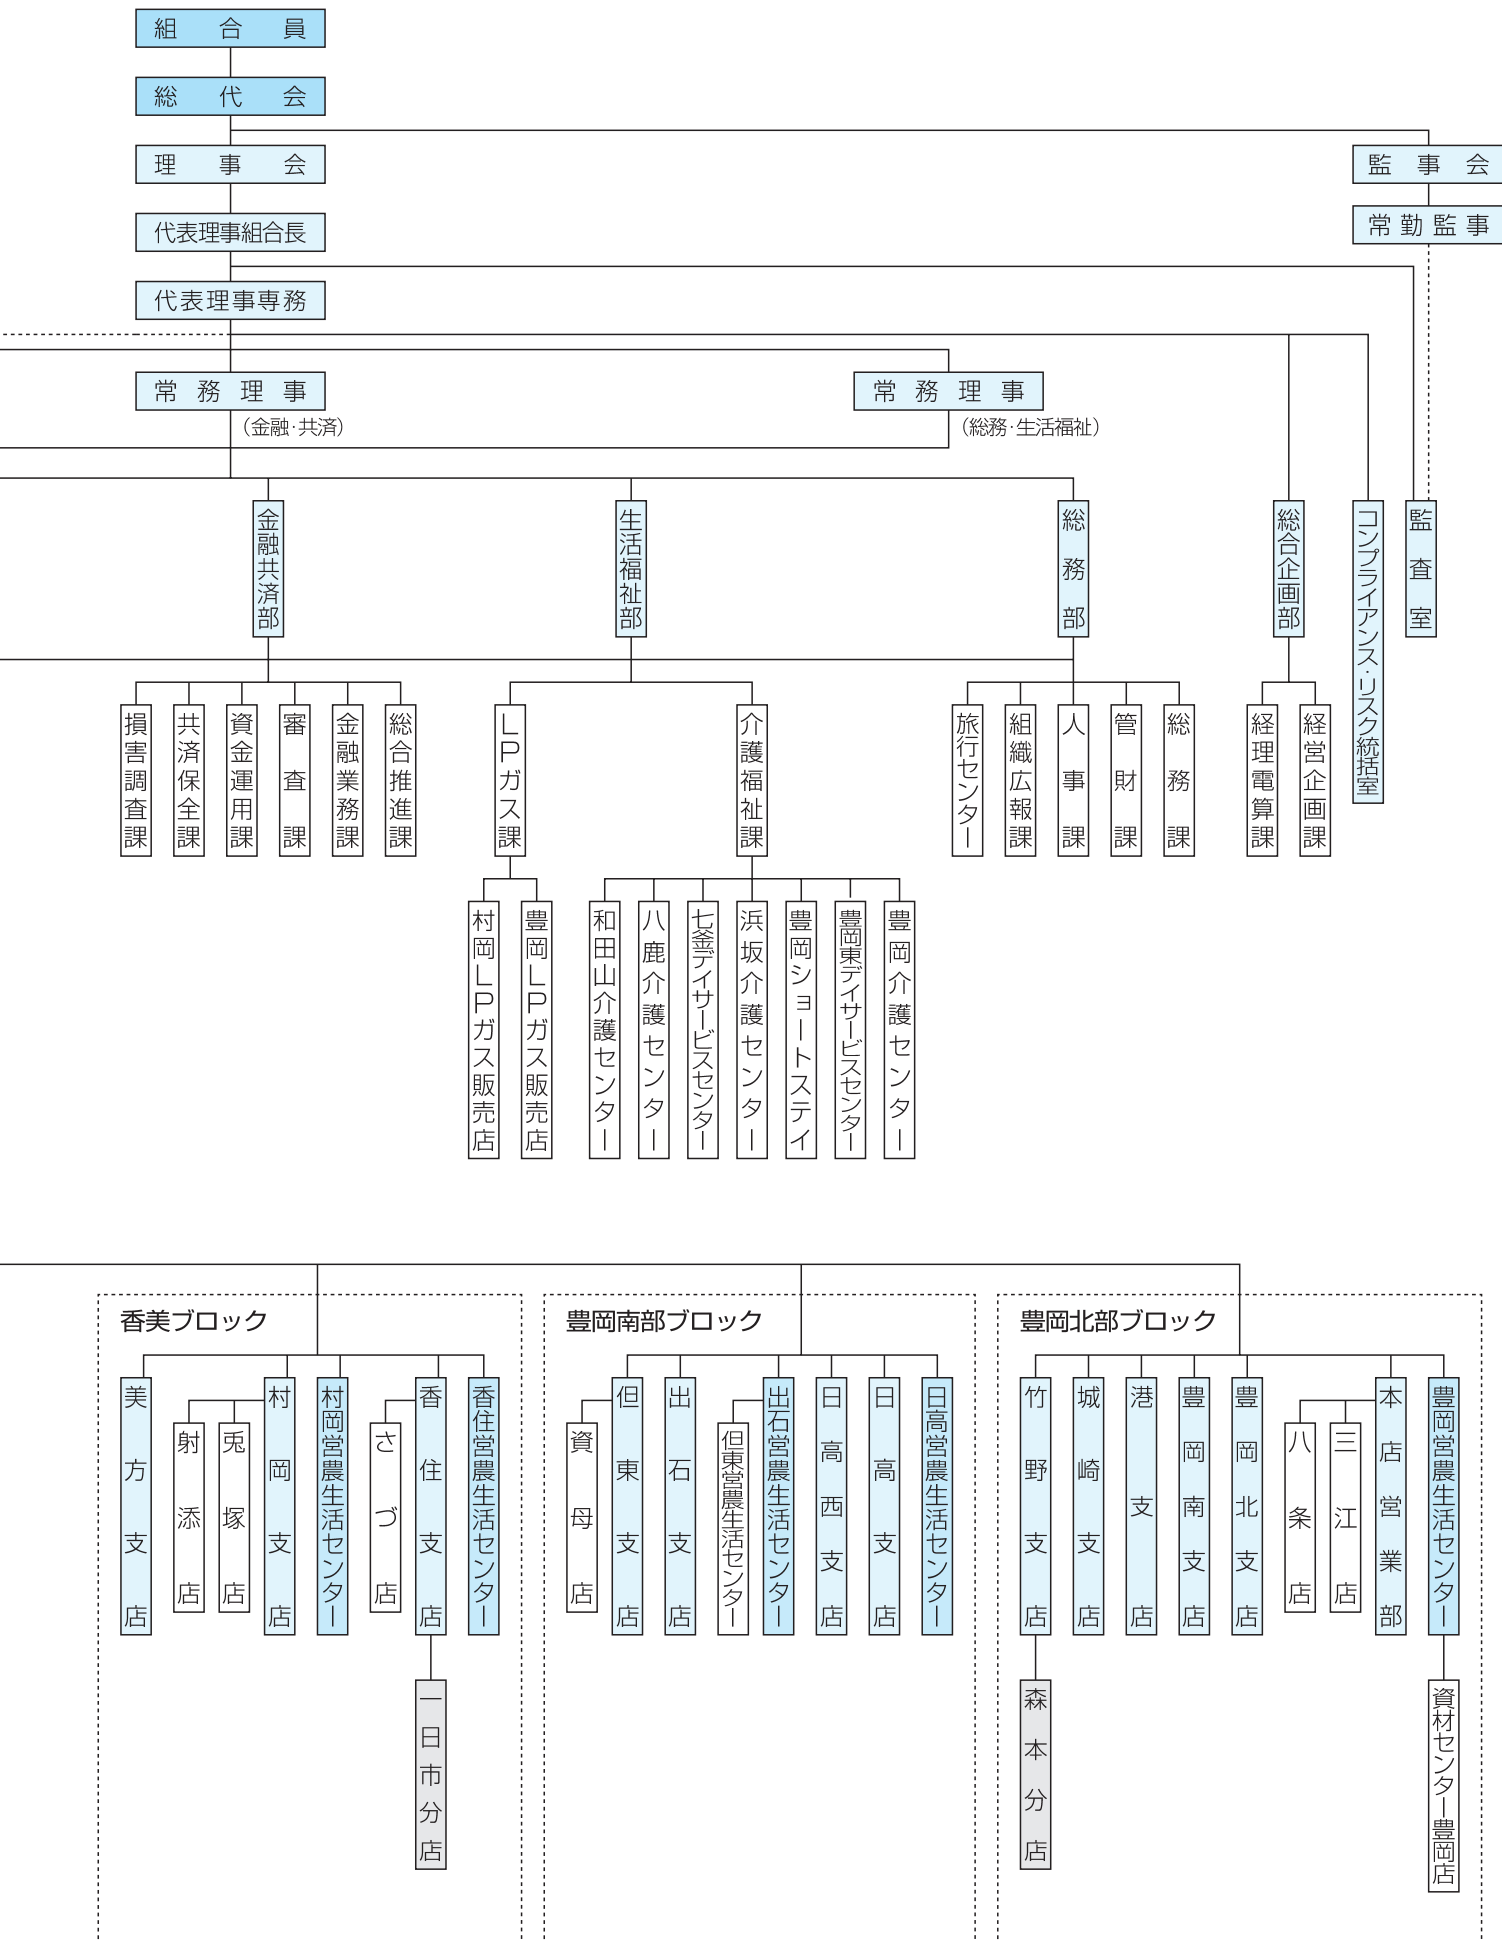 組合員
総代会
理事会
監事会
代表理事組合長
常勤監事
代表理事専務
常務理事
（金融·共済）
常務理事
（総務·生活福祉）
金融共済部
生活福祉部
総務部
総合企画部
コンプライアンス·リスク統括室
監査室
損害調査課
共済保全課
資金運用課
審査課
金融業務課
総合推進課
LPガス課
介護福祉課
旅行センター
組織広報課
人事課
管財課
総務課
経理電算課
経営企画課
村岡LPガス販売店
豊岡LPガス販売店
和田山介護センター
八鹿介護センター
七釜デイサービスセンター
浜坂介護センター
豊岡ショートステイ
豊岡東デイサービスセンター
豊岡介護センター
香美ブロック
美方支店
射添店
兎塚店
村岡支店
村岡営農生活センター
さづ店
香住支店
香住営農生活センター
一日市分店
豊岡南部ブロック
資母店
但東支店
出石支店
但東営農生活センター
出石営農生活センター
日高西支店
日高支店
日高営農生活センター
豊岡北部ブロック
竹野支店
城崎支店
港支店
豊岡南支店
豊岡北支店
八条店
三江店
本店営業部
豊岡営農生活センター
森本分店
資材センター豊岡店